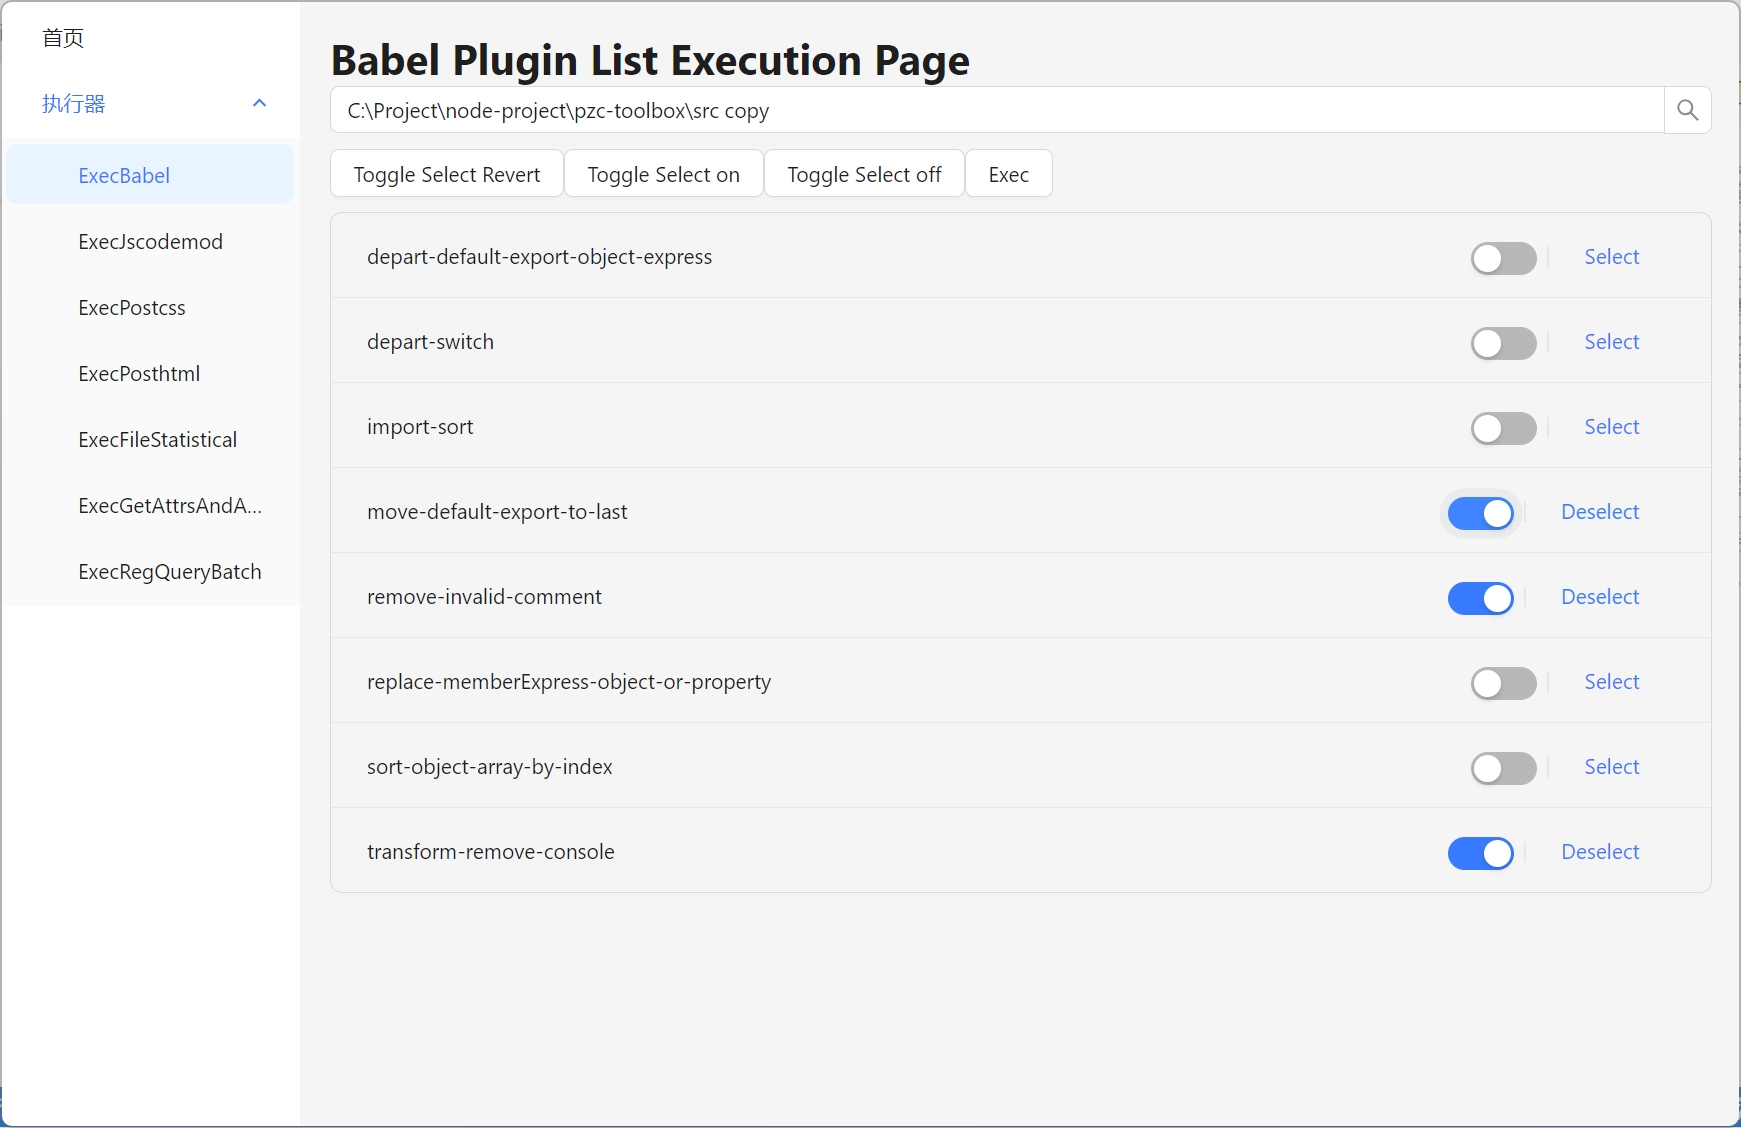 首页
执行器
ExecBabel
ExecJscodemod
ExecPostcss
ExecPosthtml
ExecFileStatistical
ExecGetAttrsAndA...
ExecRegQueryBatch
Babel Plugin List Execution Page
C:\Project\node-project\pzc-toolbox\src copy
Toggle Select Revert Toggle Select on Toggle Select off Exec
depart-default-export-object-express Select
depart-switch Select
import-sort Select
move-default-export-to-last Deselect
remove-invalid-comment Deselect
replace-memberExpress-object-or-property Select
sort-object-array-by-index Select
transform-remove-console Deselect